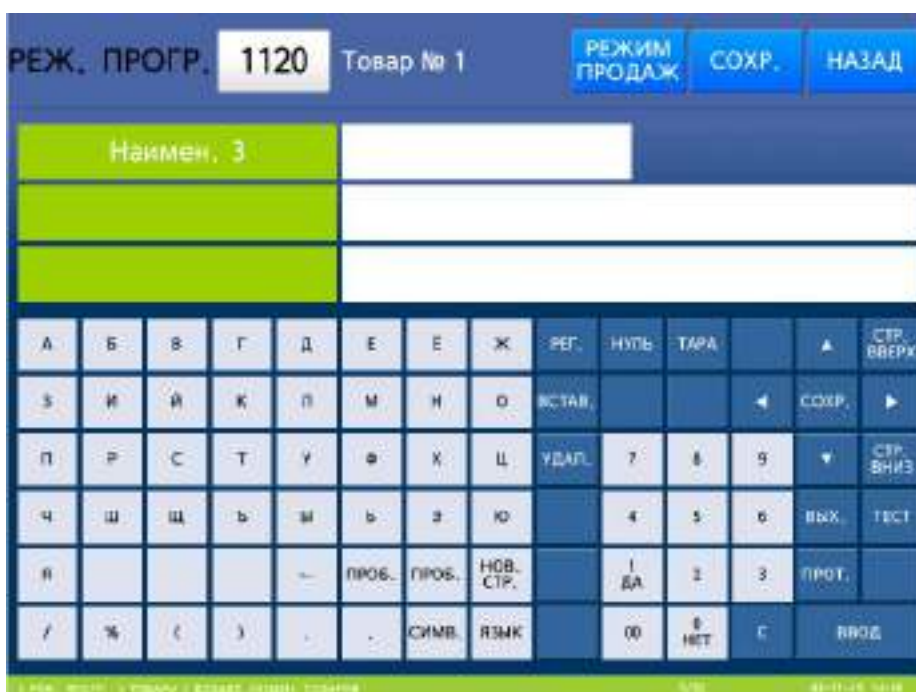 РЕЖ. ПРОГР. 1120 Товар № 1 РЕЖИМ ПРОДАЖ СОХР. НАЗАД
Наимен. 3
А Б В Г Д Е Ё Ж РЕГ. НУЛЬ ТАРА ▲ СТР. ВВЕРХ
З И Й К Л М Н О ВСТАВ. ◄ СОХР. ►
П Р С Т У Ф Х Ц УДАЛ. 7 8 9 ▼ СТР. ВНИЗ
Ч Ш Щ Ъ Ы Ь Э Ю 4 5 6 ВЫХ. ТЕСТ
Я ПРОБ. ПРОБ. НОВ. СТР. 1 ДА 2 3 ПРОТ.
/ % ( ) . СИМВ. ЯЗЫК 00 0 НЕТ С ВВОД